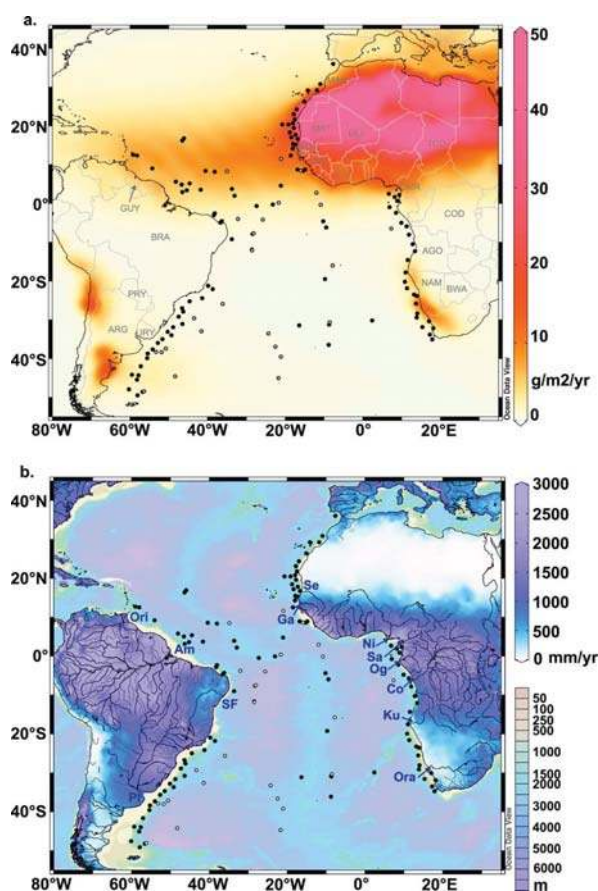 a.
40°N
20°N
0°
20°S
40°S
80°W 60°W 40°W 20°W 0° 20°E
GUY
BRA
PRY
ARG
URY
COD
AGO
NAM
BWA
50
40
30
20
10
g/m2/yr
0
Ocean Data View
b.
40°N
20°N
0°
20°S
40°S
80°W 60°W 40°W 20°W 0° 20°E
Ori
Am
SF
Se
Ga
Ni
Sa
Og
Co
Ku
Ora
3000
2500
2000
1500
1000
500
0 mm/yr
50
100
250
500
1000
1500
2000
3000
4000
5000
6000
7000
Ocean Data View